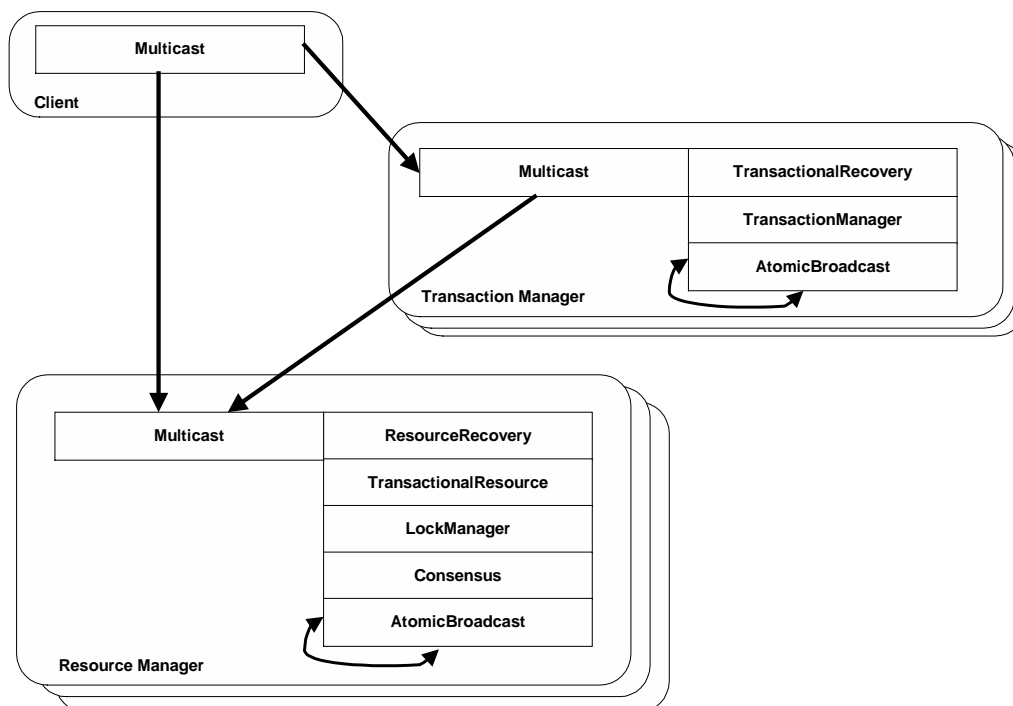 Multicast
Client
Multicast
TransactionalRecovery
TransactionManager
AtomicBroadcast
Transaction Manager
Multicast
ResourceRecovery
TransactionalResource
LockManager
Consensus
AtomicBroadcast
Resource Manager